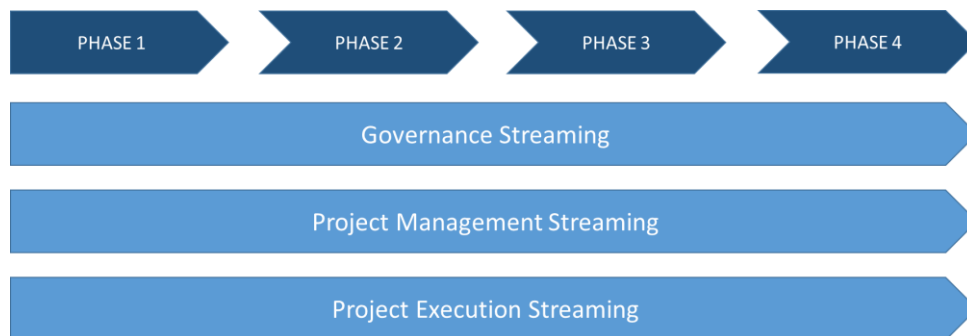 PHASE 1
PHASE 2
PHASE 3
PHASE 4
Governance Streaming
Project Management Streaming
Project Execution Streaming